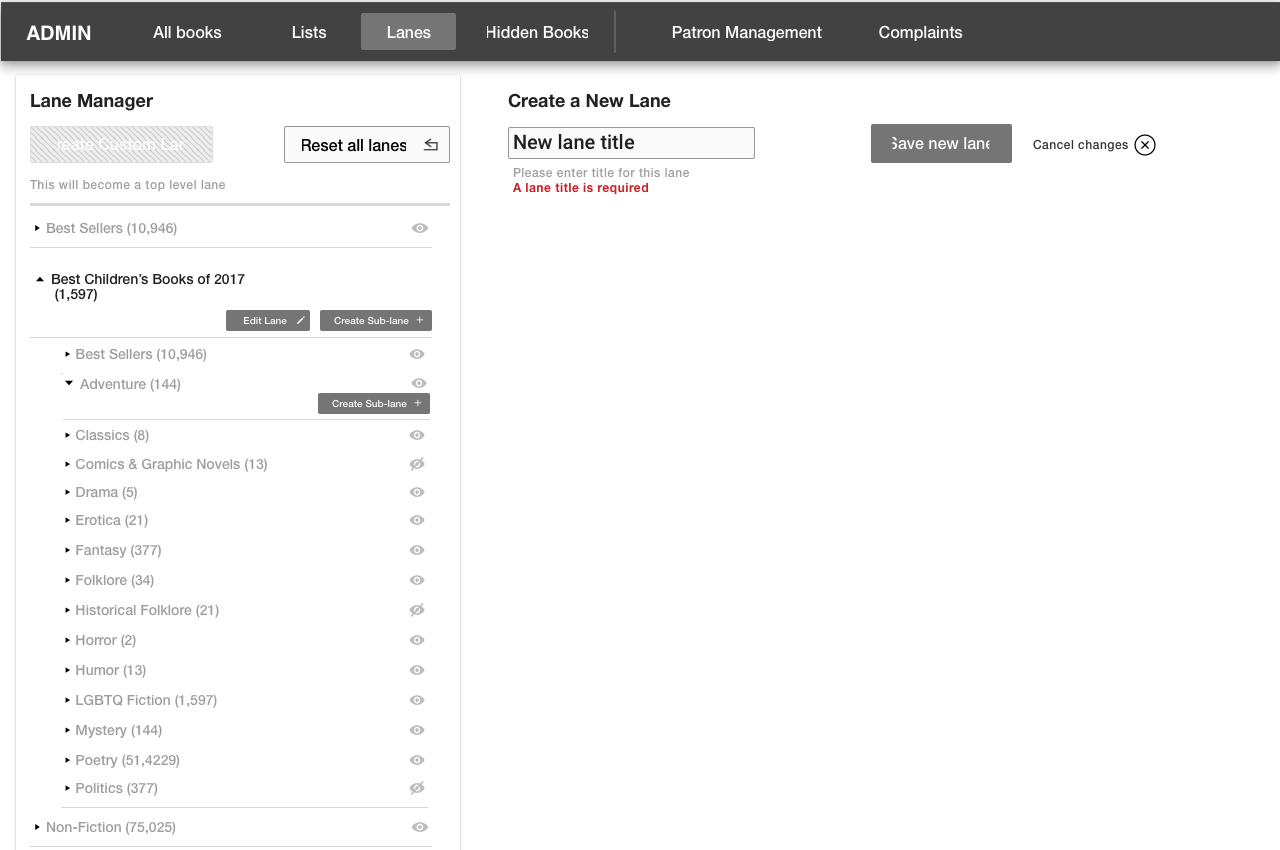 ADMIN All books Lists Lanes Hidden Books Patron Management Complaints
Lane Manager
reate Custom Lar
Reset all lanes
This will become a top level lane
Best Sellers (10,946)
Best Children’s Books of 2017
(1,597)
Edit Lane
Create Sub-lane +
Best Sellers (10,946)
Adventure (144)
Create Sub-lane +
Classics (8)
Comics & Graphic Novels (13)
Drama (5)
Erotica (21)
Fantasy (377)
Folklore (34)
Historical Folklore (21)
Horror (2)
Humor (13)
LGBTQ Fiction (1,597)
Mystery (144)
Poetry (51,4229)
Politics (377)
Non-Fiction (75,025)
Create a New Lane
New lane title
Please enter title for this lane
A lane title is required
Save new lane
Cancel changes